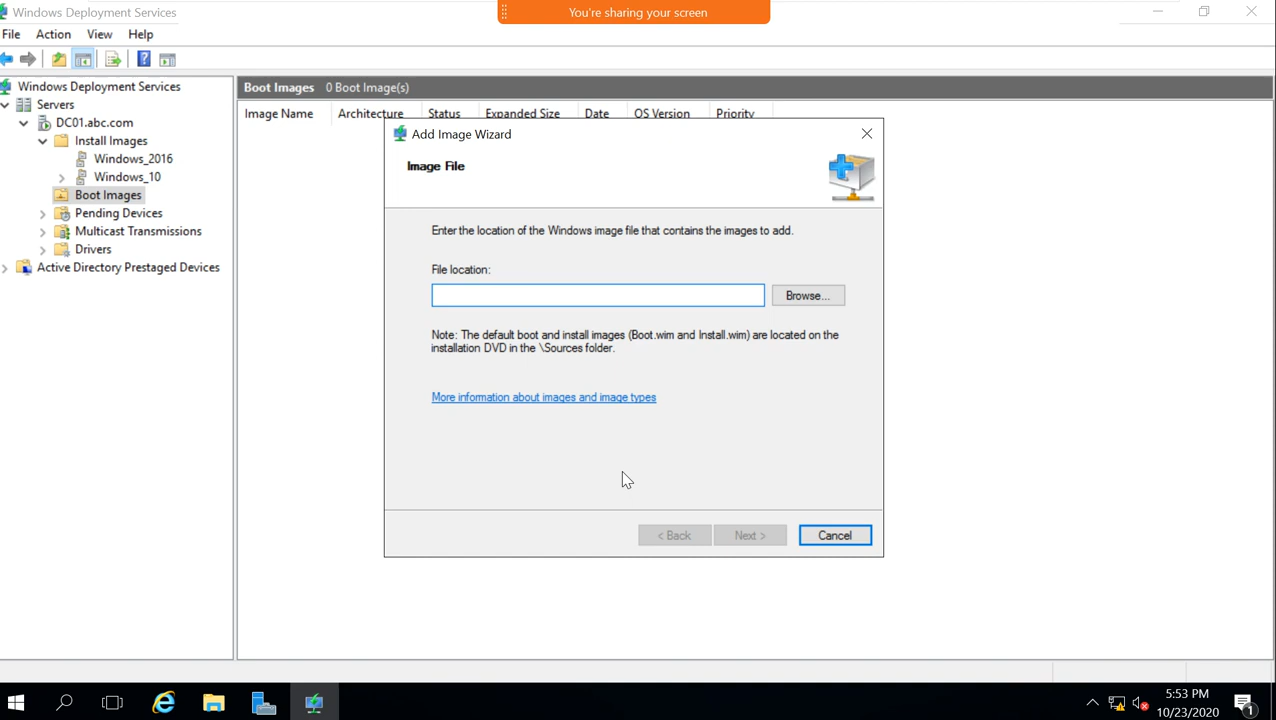 Windows Deployment Services
You're sharing your screen
File Action View Help
Windows Deployment Services
Servers
DC01.abc.com
Install Images
Windows_2016
Windows_10
Boot Images
Pending Devices
Multicast Transmissions
Drivers
Active Directory Prestaged Devices
Boot Images 0 Boot Image(s)
Image Name Architecture Status Expanded Size Date OS Version Priority
Add Image Wizard
Image File
Enter the location of the Windows image file that contains the images to add.
File location:
Browse...
Note: The default boot and install images (Boot.wim and Install.wim) are located on the
installation DVD in the \Sources folder.
More information about images and image types
< Back Next > Cancel
5:53 PM
10/23/2020
1